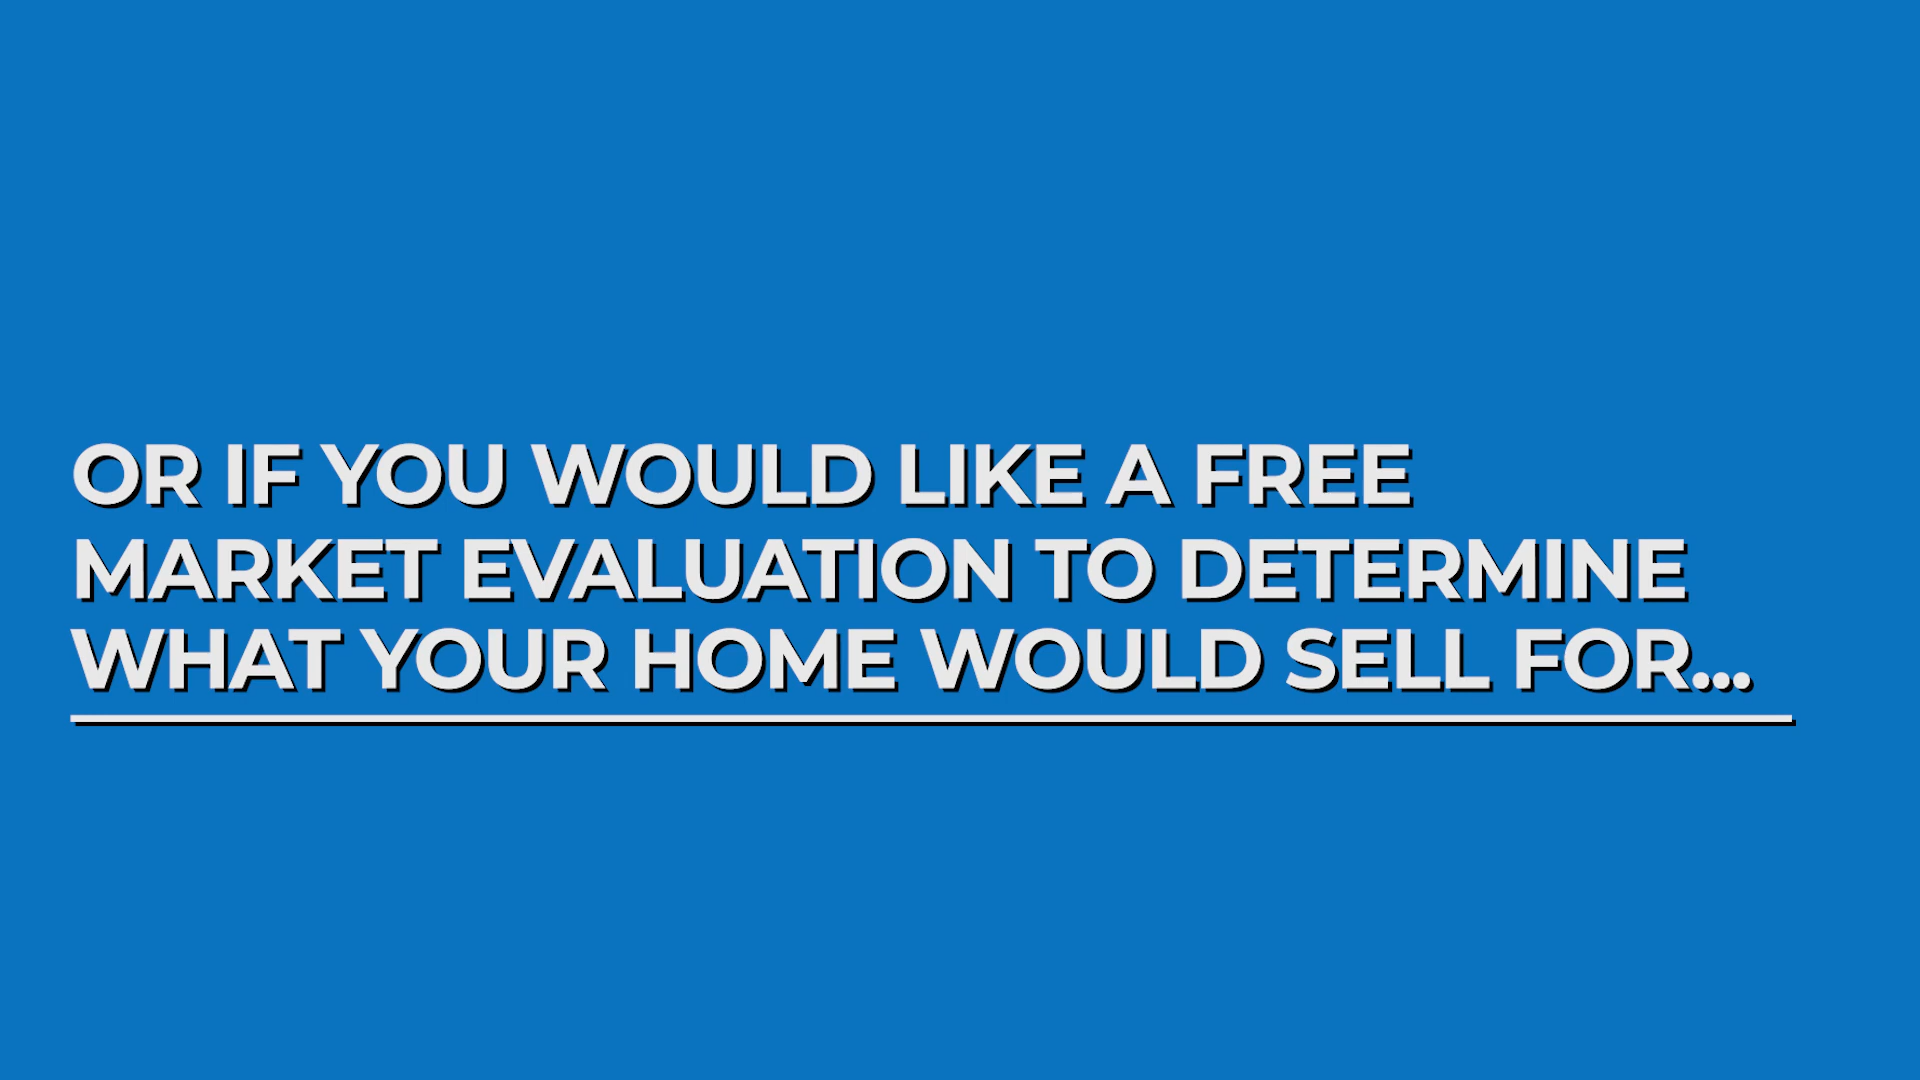 OR IF YOU WOULD LIKE A FREE
MARKET EVALUATION TO DETERMINE
WHAT YOUR HOME WOULD SELL FOR...